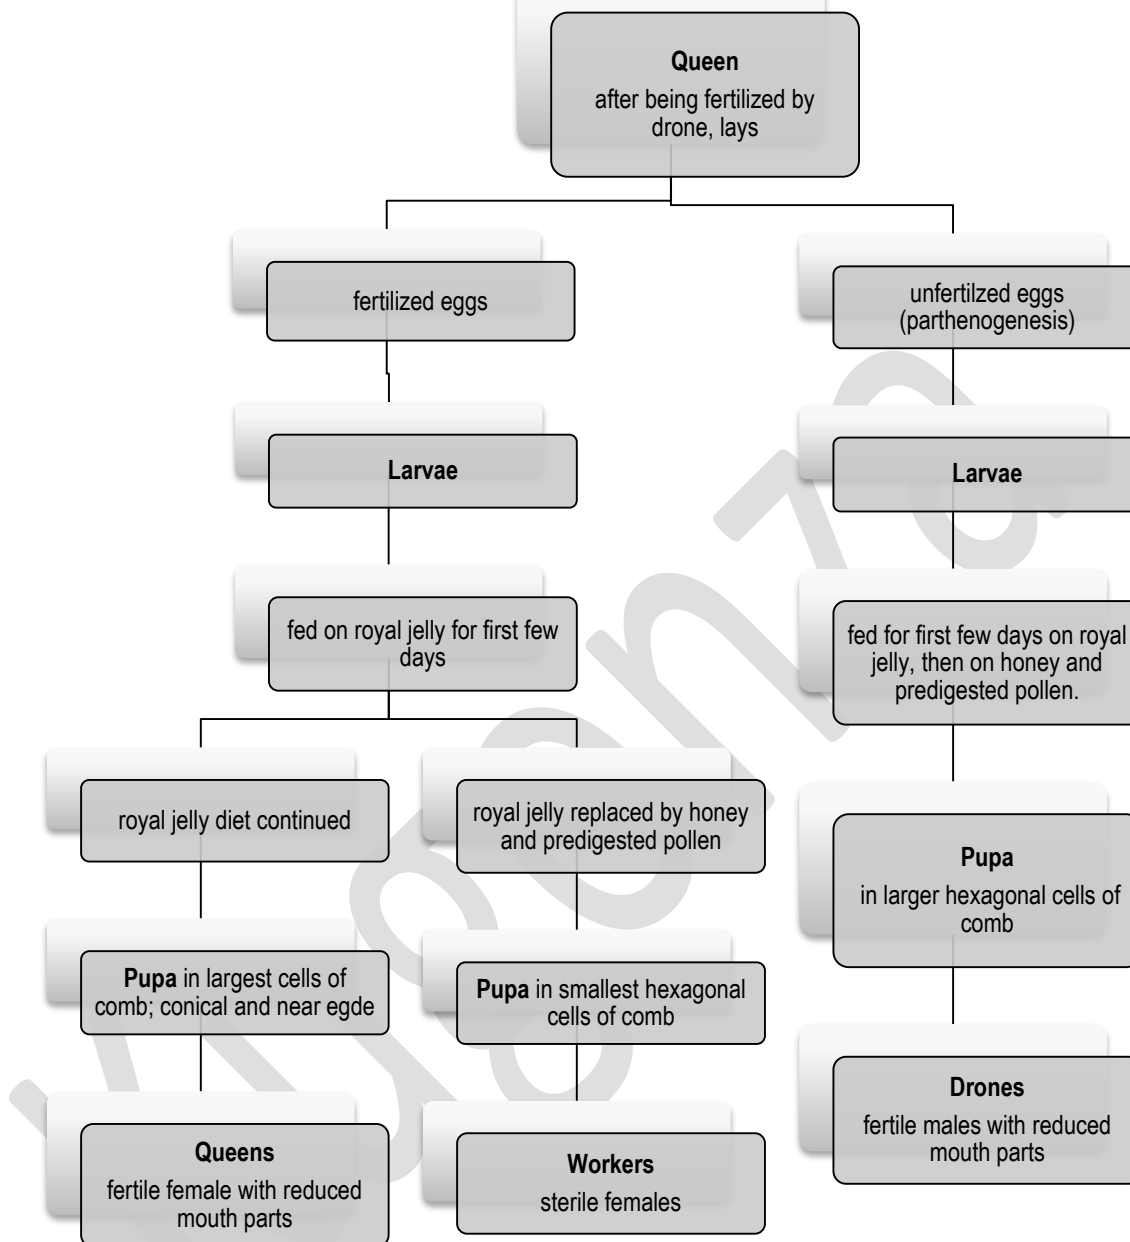 Queen
after being fertilized by
drone, lays
fertilized eggs
unfertilzed eggs
(parthenogesis)
Larvae
Larvae
fed on royal jelly for first few
days
fed for first few days on royal
jelly, then on honey and
predigested pollen.
royal jelly diet continued
royal jelly replaced by honey
and predigested pollen
Pupa
in larger hexagonal cells of
comb
Pupa in largest cells of
comb; conical and near egde
Pupa in smallest hexagonal
cells of comb
Drones
fertile males with reduced
mouth parts
Queens
fertile female with reduced
mouth parts
Workers
sterile females